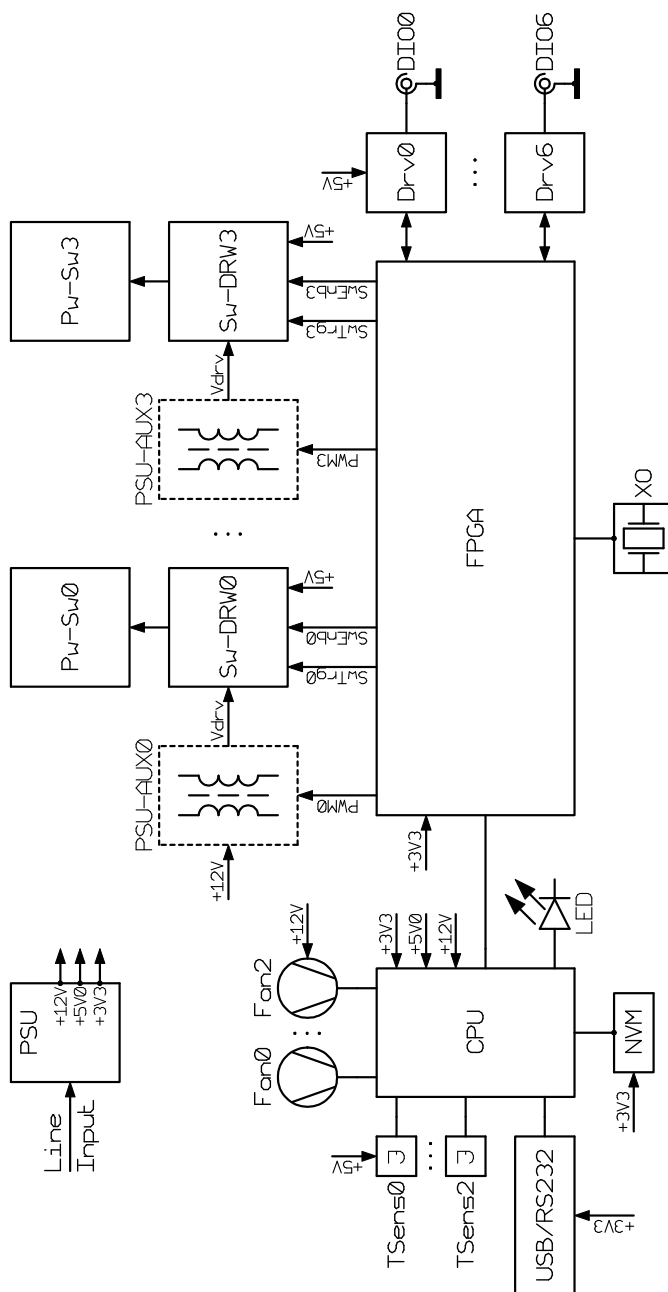 Line
Input
PSU
+12V
+5V0
+3V3
Pw-Sw0
Pw-Sw3
PSU-AUX0
+12V
Vdrv
Sw-DRW0
...
PSU-AUX3
Vdrv
Sw-DRW3
+5V
+5V
PWM0
SwTrg0
SwEnb0
PWM3
SwTrg3
SwEnb3
Fan0
...
Fan2
+12V
+5V
TSens0
ϑ
...
TSens2
ϑ
USB/RS232
+3V3
CPU
+3V3
+5V0
+12V
NVM
+3V3
LED
FPGA
+3V3
XO
+5V
Drv0
DIO0
...
Drv6
DIO6